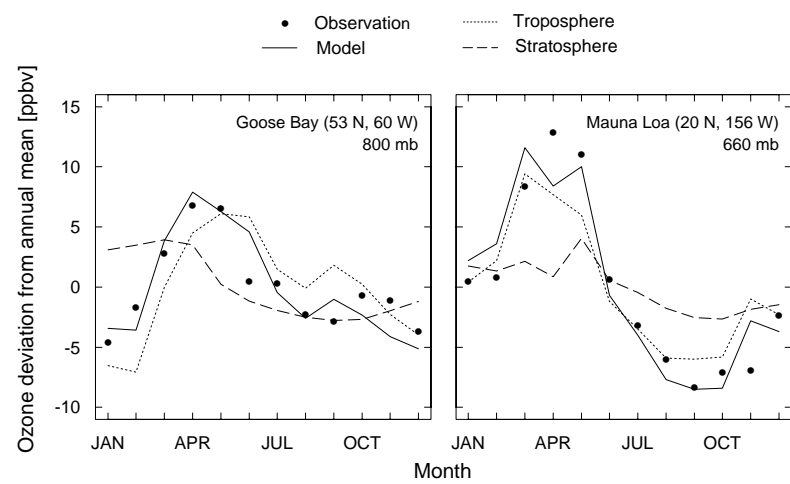 Observation
Model
Troposphere
Stratosphere
Ozone deviation from annual mean [ppbv]
15
10
5
0
-5
-10
Goose Bay (53 N, 60 W)
800 mb
Mauna Loa (20 N, 156 W)
660 mb
JAN APR JUL OCT
JAN APR JUL OCT
Month